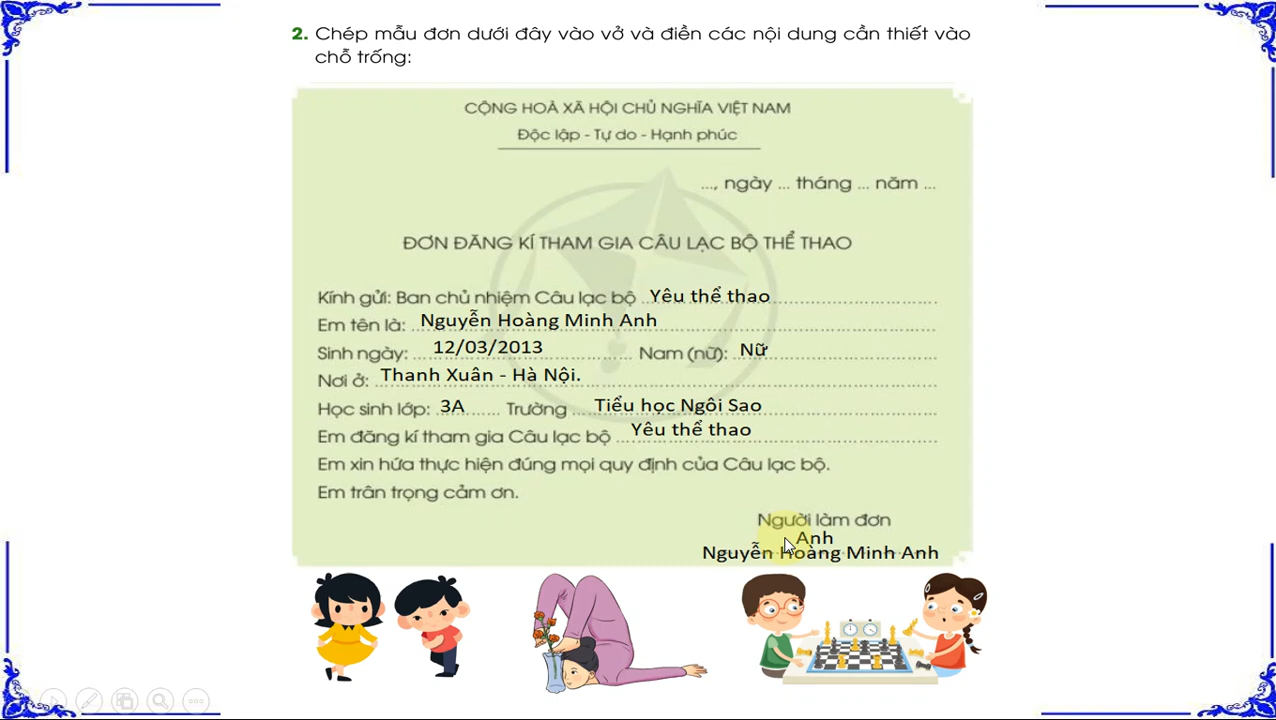 2. Chép mẫu đơn dưới đây vào vở và điền các nội dung cần thiết vào
chỗ trống:
CỘNG HOÀ XÃ HỘI CHỦ NGHĨA VIỆT NAM
Độc lập - Tự do - Hạnh phúc
..., ngày ... tháng ... năm ...
ĐƠN ĐĂNG KÍ THAM GIA CÂU LẠC BỘ THỂ THAO
Kính gửi: Ban chủ nhiệm Câu lạc bộ Yêu thể thao
Em tên là: Nguyễn Hoàng Minh Anh
Sinh ngày: 12/03/2013 Nam (nữ): Nữ
Nơi ở: Thanh Xuân - Hà Nội.
Học sinh lớp: 3A Trường Tiểu học Ngôi Sao
Em đăng kí tham gia Câu lạc bộ Yêu thể thao
Em xin hứa thực hiện đúng mọi quy định của Câu lạc bộ.
Em trân trọng cảm ơn.
Người làm đơn
Anh
Nguyễn Hoàng Minh Anh